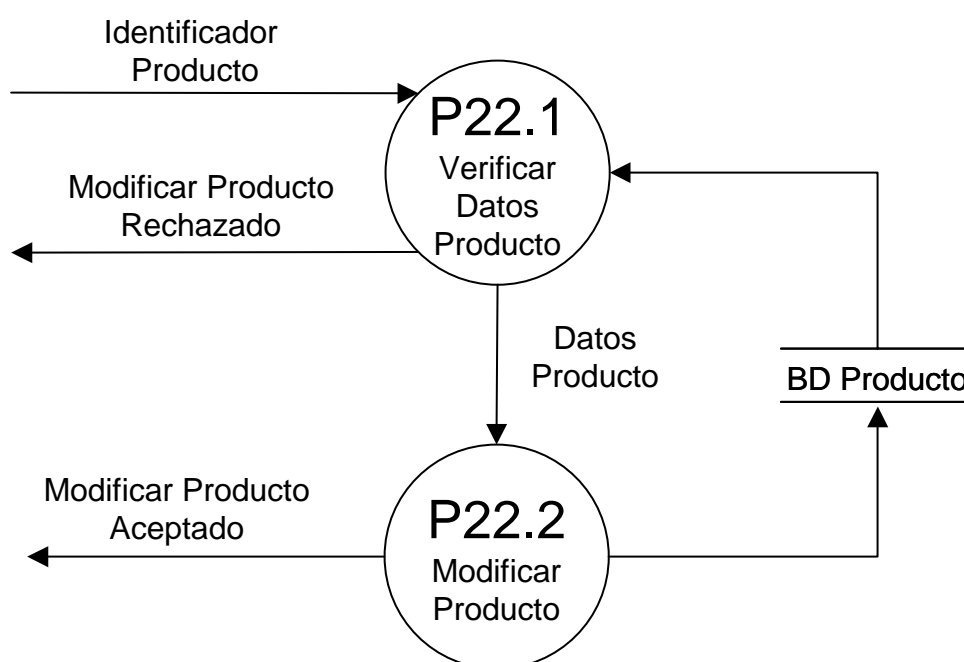 Identificador
Producto
P22.1
Verificar
Datos
Producto
Modificar Producto
Rechazado
Datos
Producto
BD Producto
Modificar Producto
Aceptado
P22.2
Modificar
Producto